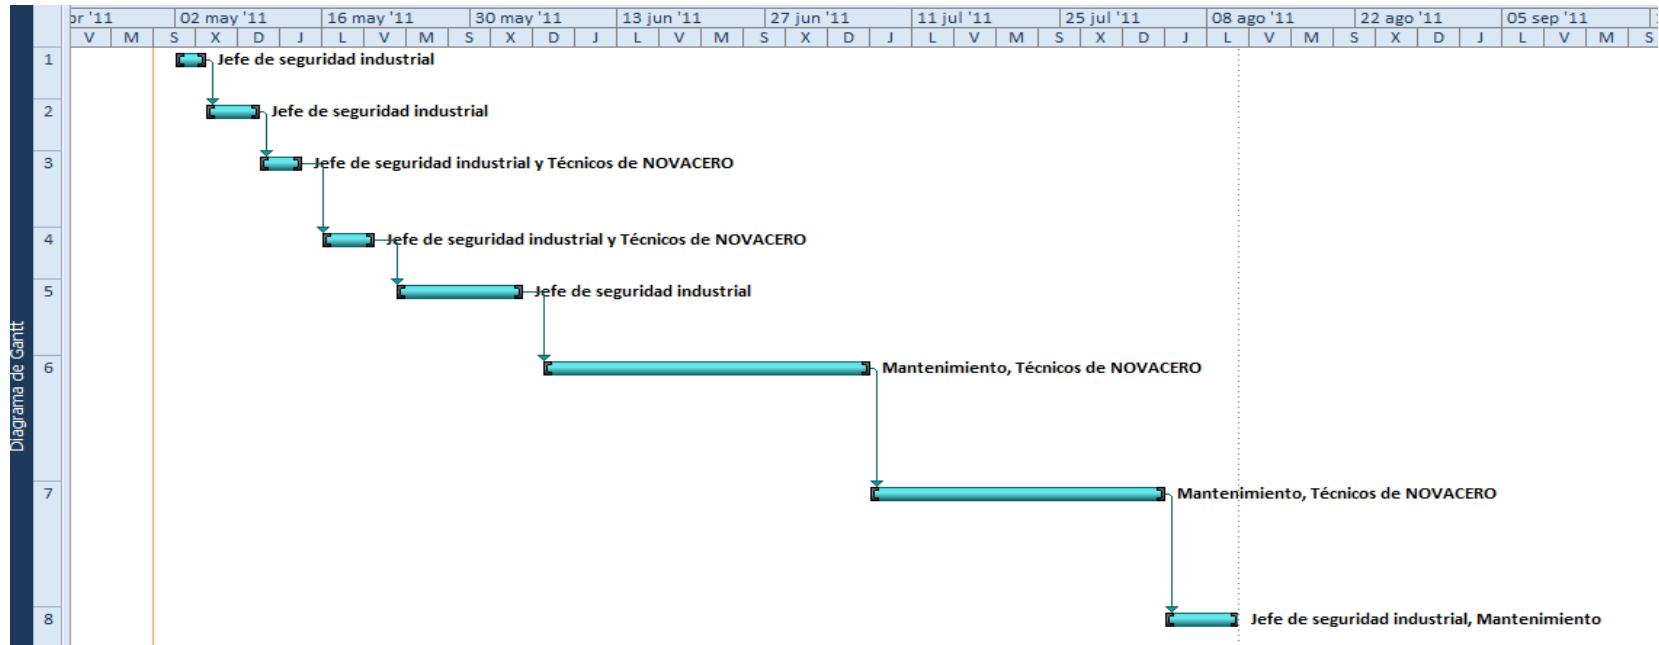 br '11 02 may '11 16 may '11 30 may '11 13 jun '11 27 jun '11 11 jul '11 25 jul '11 08 ago '11 22 ago '11 05 sep '11
V M S X D J L V M S X D J L V M S X D J L V M S X D J L V M S X D J L V M S
1 Jefe de seguridad industrial
2 Jefe de seguridad industrial
3 Jefe de seguridad industrial y Técnicos de NOVACERO
4 Jefe de seguridad industrial y Técnicos de NOVACERO
5 Jefe de seguridad industrial
6 Mantenimiento, Técnicos de NOVACERO
7 Mantenimiento, Técnicos de NOVACERO
8 Jefe de seguridad industrial, Mantenimiento
Diagrama de Gantt